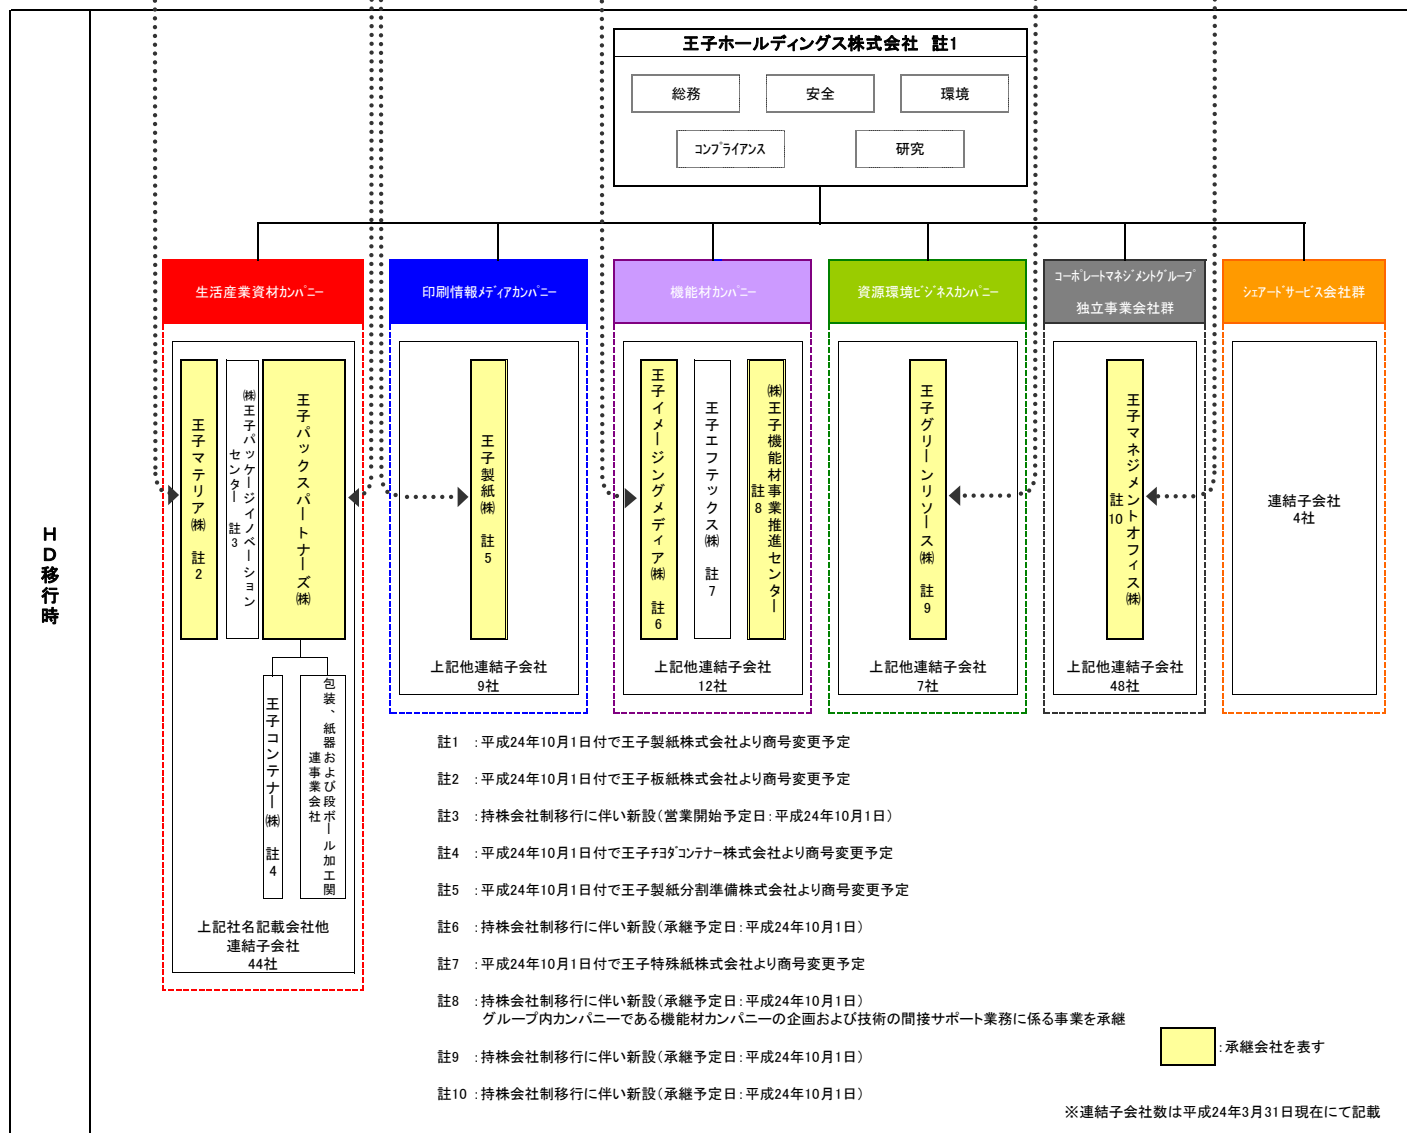 王子ホールディングス株式会社 註1
総務
安全
環境
コンプライアンス
研究
HD移行時
生活産業資材カンパニー
印刷情報メディアカンパニー
機能材カンパニー
資源環境ビジネスカンパニー
コーポレートマネジメントグループ
独立事業会社群
シェアードサービス会社群
王子マテリア㈱ 註2
㈱王子パッケージイノベーション
センター 註3
王子パックスパートナーズ㈱
王子コンテナー㈱ 註4
包装、紙器および段ボール加工関
連事業会社
上記社名記載会社他
連結子会社
44社
王子製紙㈱ 註5
上記他連結子会社
9社
王子イメージングメディア㈱ 註6
王子エフテックス㈱ 註7
㈱王子機能材事業推進センター
註8
上記他連結子会社
12社
王子グリーンリソース㈱ 註9
上記他連結子会社
7社
王子マネジメントオフィス㈱
註10
上記他連結子会社
48社
連結子会社
4社
註1 :平成24年10月1日付で王子製紙株式会社より商号変更予定
註2 :平成24年10月1日付で王子板紙株式会社より商号変更予定
註3 :持株会社制移行に伴い新設(営業開始予定日:平成24年10月1日)
註4 :平成24年10月1日付で王子チヨダコンテナー株式会社より商号変更予定
註5 :平成24年10月1日付で王子製紙分割準備株式会社より商号変更予定
註6 :持株会社制移行に伴い新設(承継予定日:平成24年10月1日)
註7 :平成24年10月1日付で王子特殊紙株式会社より商号変更予定
註8 :持株会社制移行に伴い新設(承継予定日:平成24年10月1日)
グループ内カンパニーである機能材カンパニーの企画および技術の間接サポート業務に係る事業を承継
註9 :持株会社制移行に伴い新設(承継予定日:平成24年10月1日)
註10 :持株会社制移行に伴い新設(承継予定日:平成24年10月1日)
:承継会社を表す
※連結子会社数は平成24年3月31日現在にて記載